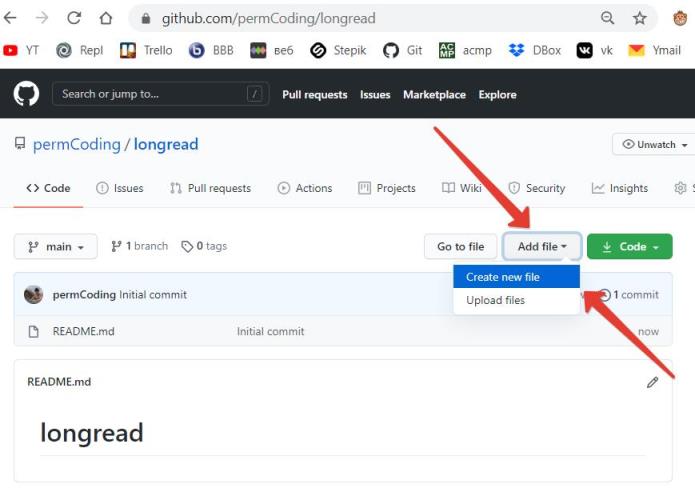 github.com/permCoding/longread
YT Repl Trello BBB веб Stepik Git ACMP acmp DBox vk Ymail
Search or jump to... / Pull requests Issues Marketplace Explore
permCoding / longread Unwatch
Code Issues Pull requests Actions Projects Wiki Security Insights
main 1 branch 0 tags Go to file Add file Code
Create new file
permCoding Initial commit 1 commit
Upload files
README.md Initial commit now
README.md
longread